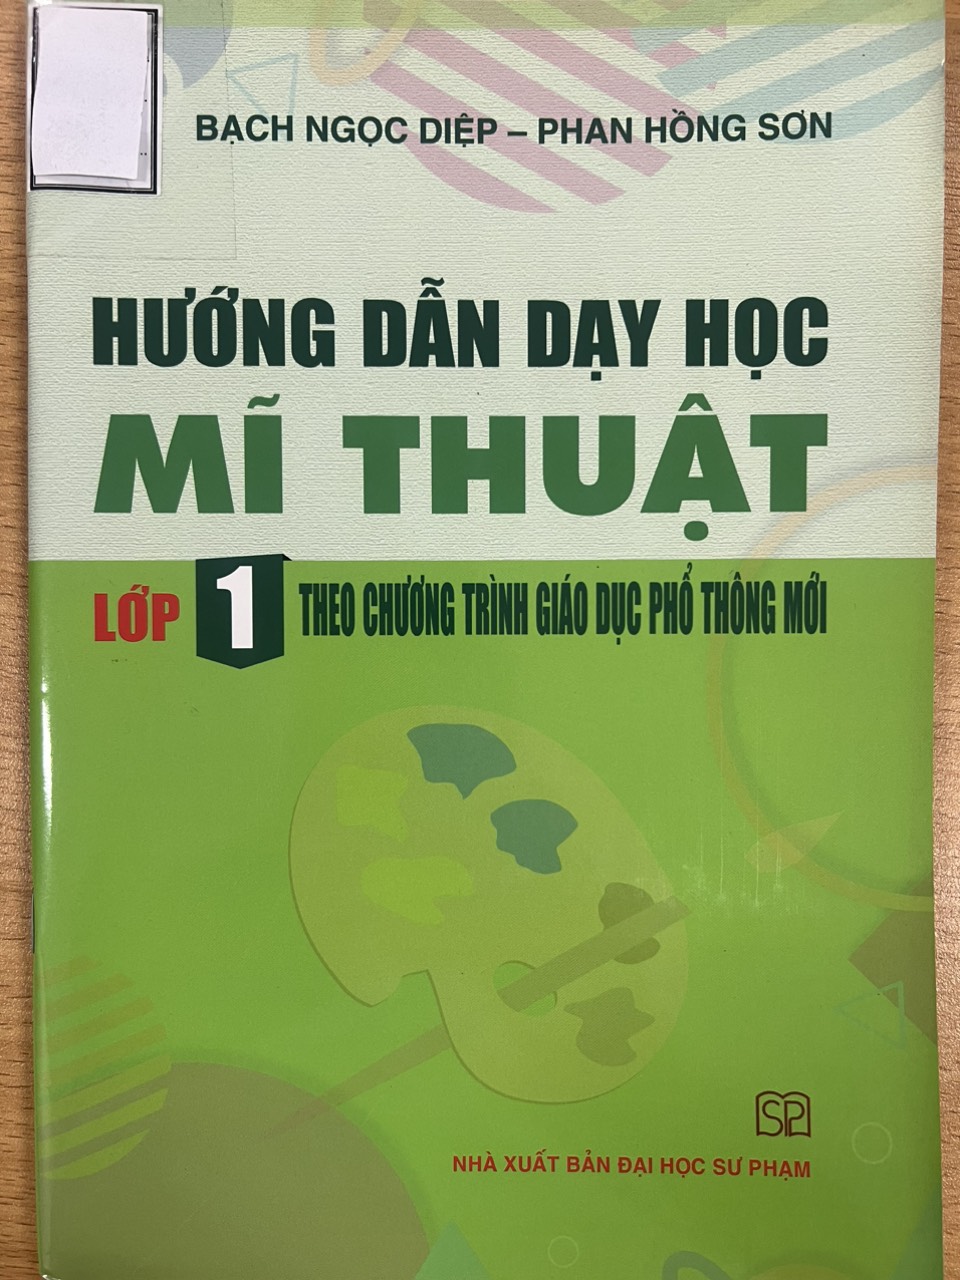 BẠCH NGỌC DIỆP – PHAN HỒNG SƠN
HƯỚNG DẪN DẠY HỌC
MĨ THUẬT
LỚP 1 THEO CHƯƠNG TRÌNH GIÁO DỤC PHỔ THÔNG MỚI
SP
NHÀ XUẤT BẢN ĐẠI HỌC SƯ PHẠM